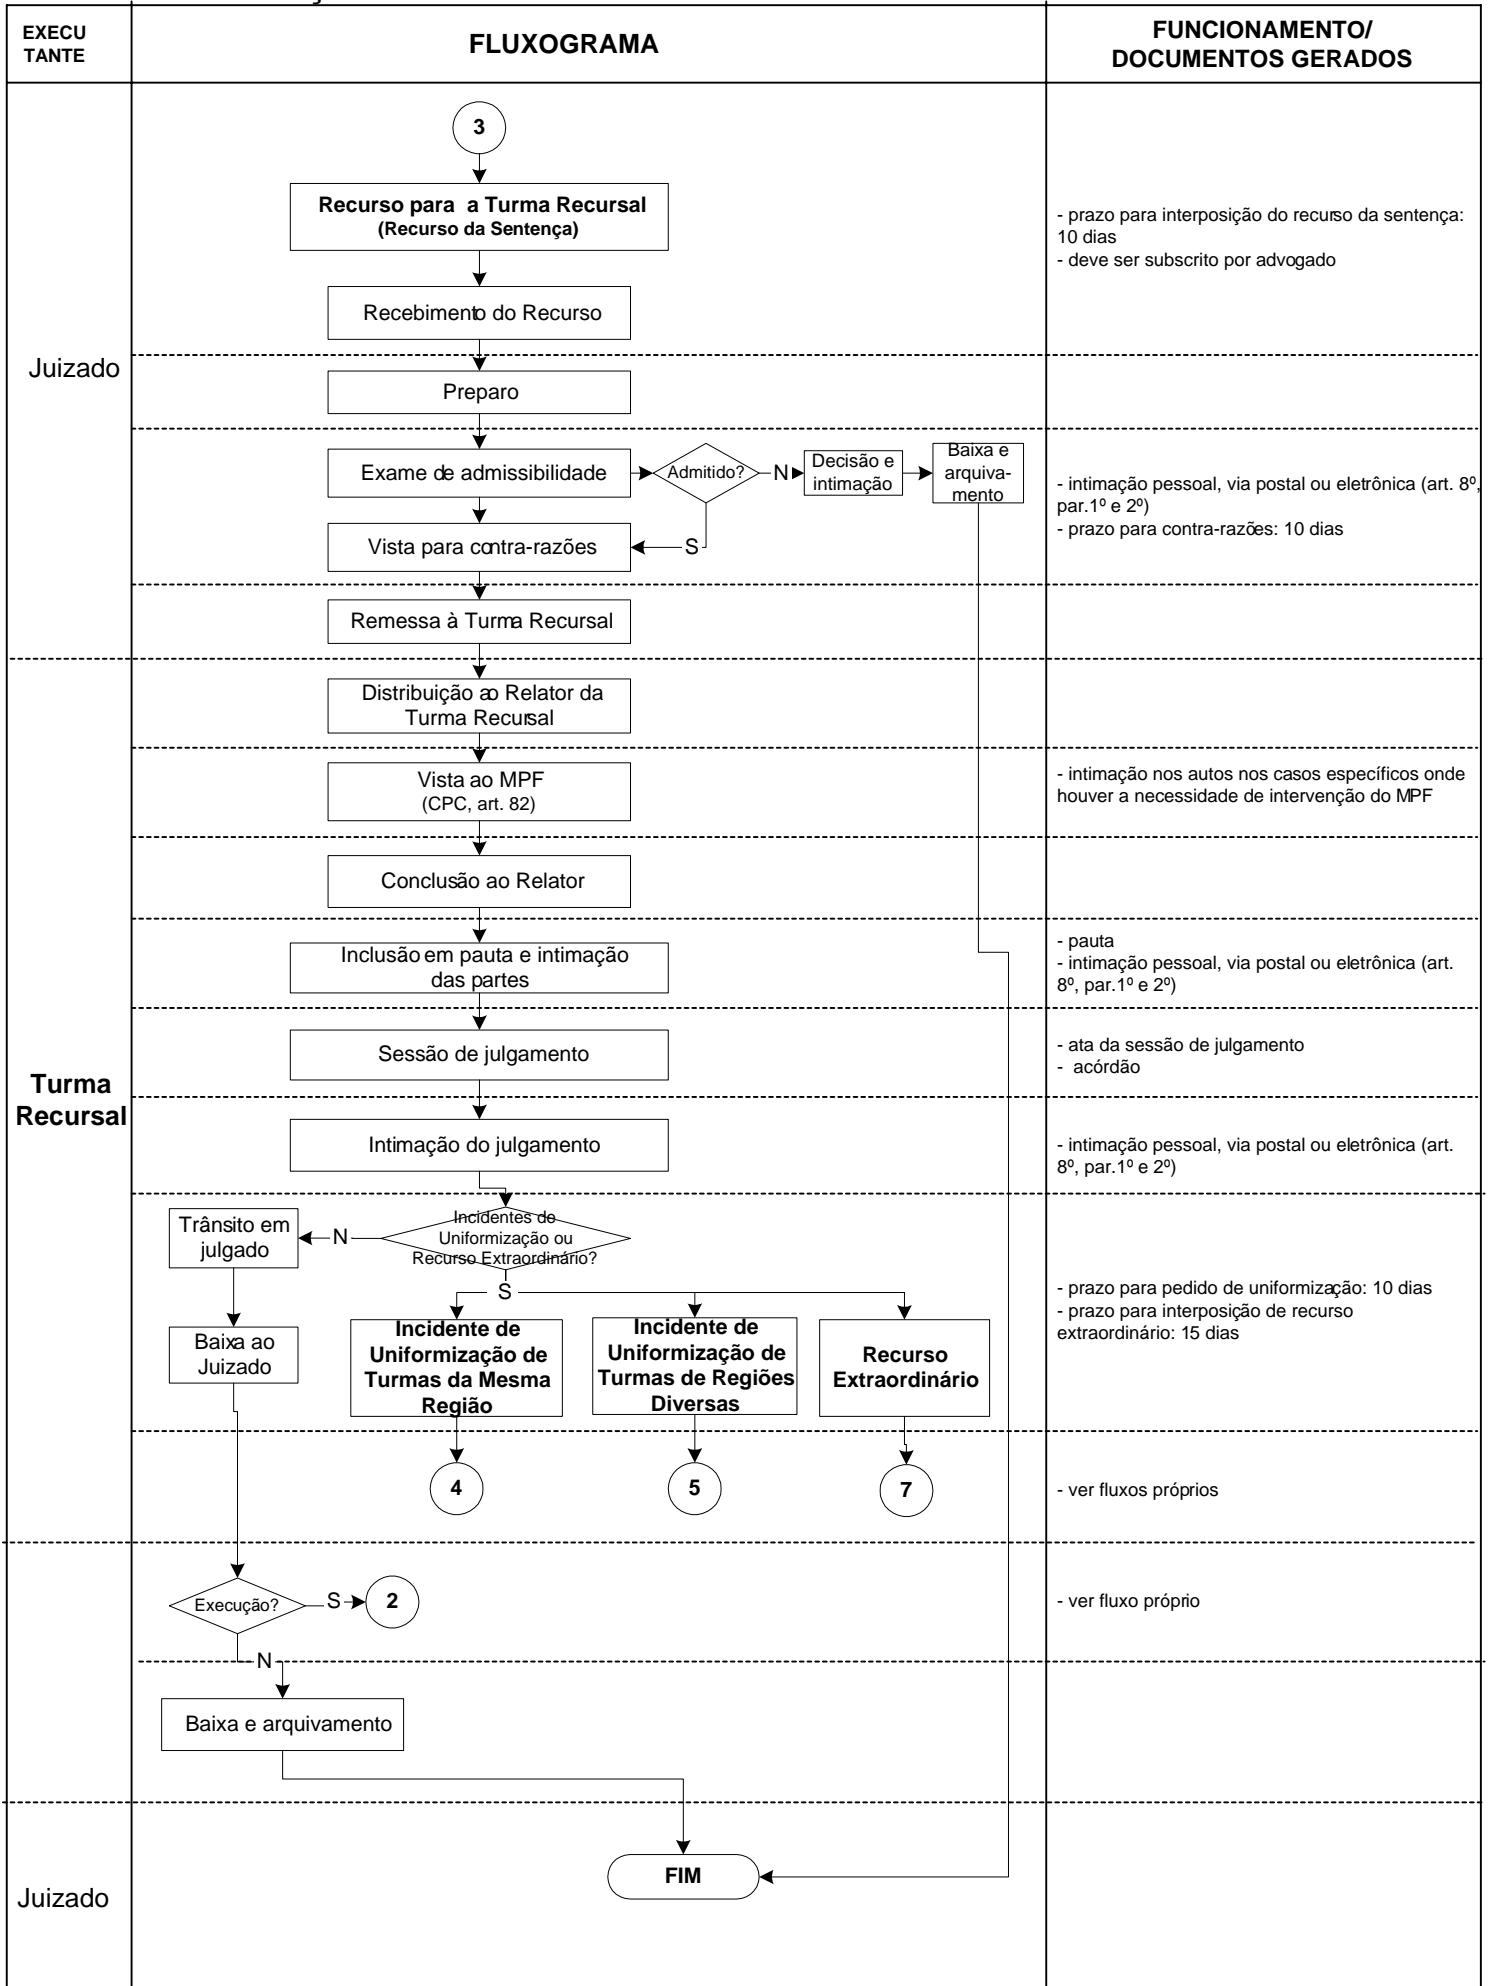 EXECU
TANTE
FLUXOGRAMA
FUNCIONAMENTO/
DOCUMENTOS GERADOS
3
Recurso para a Turma Recursal
(Recurso da Sentença)
- prazo para interposição do recurso da sentença:
10 dias
- deve ser subscrito por advogado
Recebimento do Recurso
Juizado
Preparo
Exame de admissibilidade
Admitido?
N
Decisão e
intimação
Baixa e
arquiva-
mento
- intimação pessoal, via postal ou eletrônica (art. 8º,
par.1º e 2º)
- prazo para contra-razões: 10 dias
Vista para contra-razões
S
Remessa à Turma Recursal
Distribuição ao Relator da
Turma Recursal
Vista ao MPF
(CPC, art. 82)
- intimação nos autos nos casos específicos onde
houver a necessidade de intervenção do MPF
Conclusão ao Relator
Inclusão em pauta e intimação
das partes
- pauta
- intimação pessoal, via postal ou eletrônica (art.
8º, par.1º e 2º)
Sessão de julgamento
- ata da sessão de julgamento
- acórdão
Turma
Recursal
Intimação do julgamento
- intimação pessoal, via postal ou eletrônica (art.
8º, par.1º e 2º)
Trânsito em
julgado
N
Incidentes de
Uniformização ou
Recurso Extraordinário?
S
- prazo para pedido de uniformização: 10 dias
- prazo para interposição de recurso
extraordinário: 15 dias
Baixa ao
Juizado
Incidente de
Uniformização de
Turmas da Mesma
Região
Incidente de
Uniformização de
Turmas de Regiões
Diversas
Recurso
Extraordinário
4
5
7
- ver fluxos próprios
Execução?
S
2
- ver fluxo próprio
N
Baixa e arquivamento
FIM
Juizado